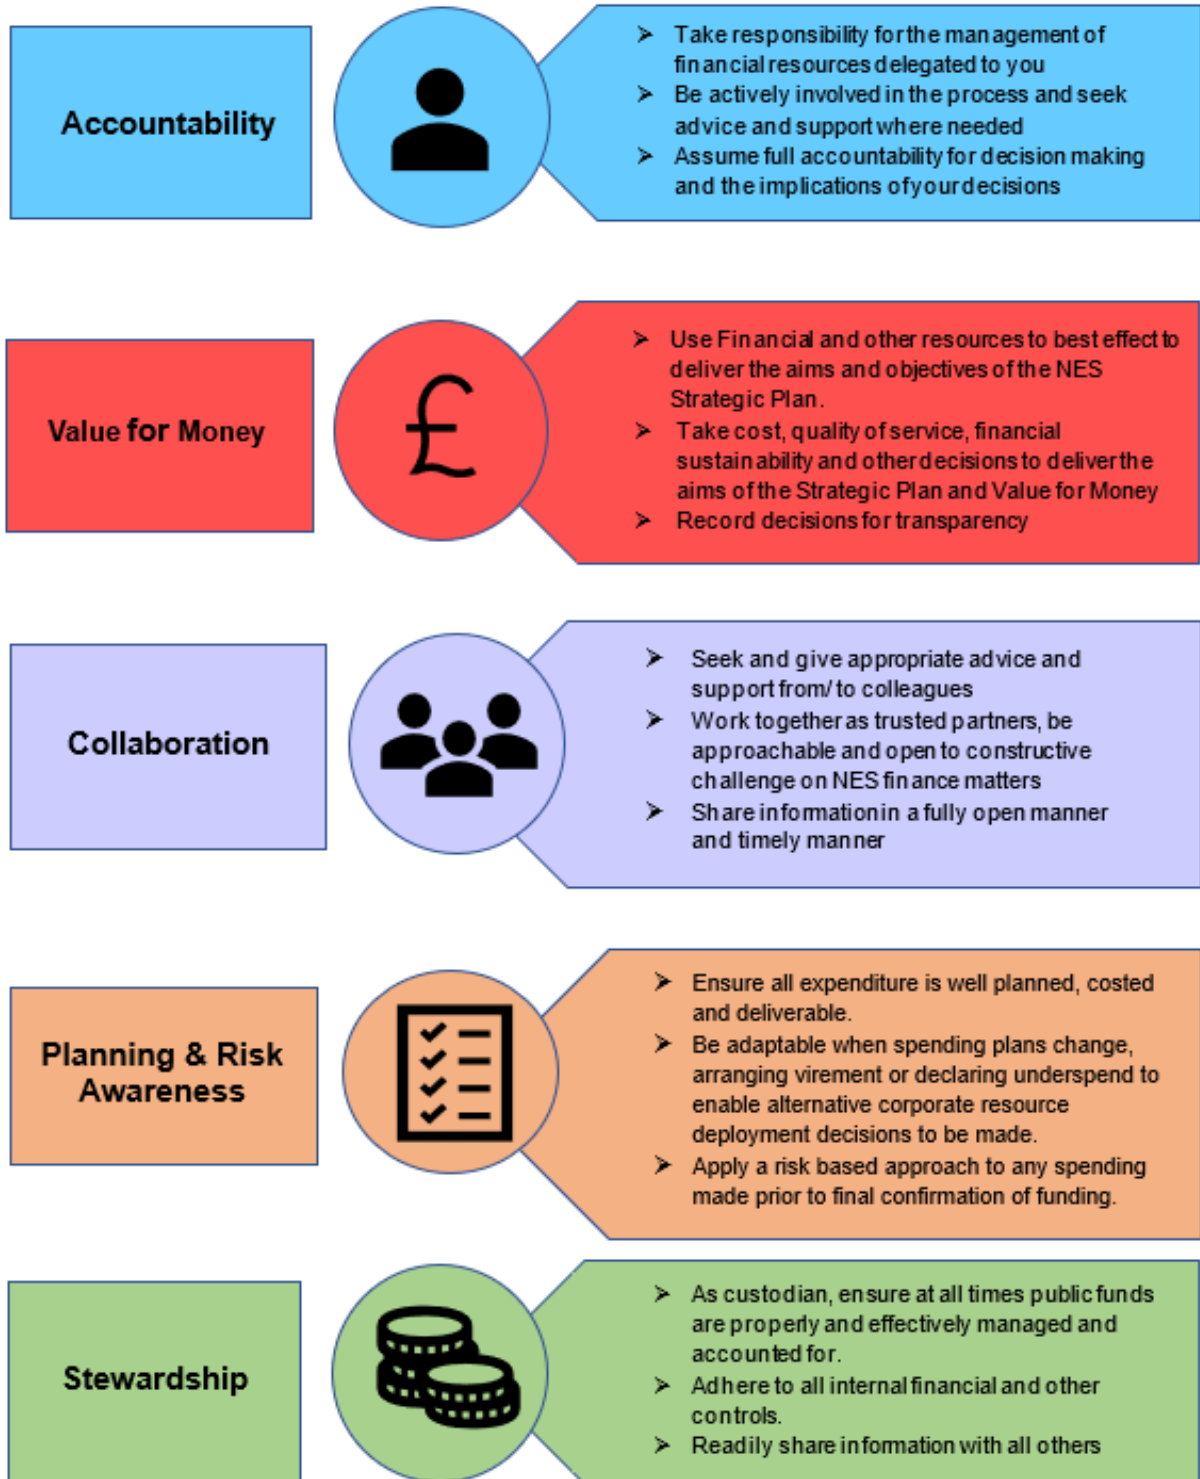 Accountability
➢ Take responsibility for the management of
financial resources delegated to you
➢ Be actively involved in the process and seek
advice and support where needed
➢ Assume full accountability for decision making
and the implications of your decisions
Value for Money
£
➢ Use Financial and other resources to best effect to
deliver the aims and objectives of the NES
Strategic Plan.
➢ Take cost, quality of service, financial
sustainability and other decisions to deliver the
aims of the Strategic Plan and Value for Money
➢ Record decisions for transparency
Collaboration
➢ Seek and give appropriate advice and
support from/ to colleagues
➢ Work together as trusted partners, be
approachable and open to constructive
challenge on NES finance matters
➢ Share information in a fully open manner
and timely manner
Planning & Risk
Awareness
➢ Ensure all expenditure is well planned, costed
and deliverable.
➢ Be adaptable when spending plans change,
arranging virement or declaring underspend to
enable alternative corporate resource
deployment decisions to be made.
➢ Apply a risk based approach to any spending
made prior to final confirmation of funding.
Stewardship
➢ As custodian, ensure at all times public funds
are properly and effectively managed and
accounted for.
➢ Adhere to all internal financial and other
controls.
➢ Readily share information with all others